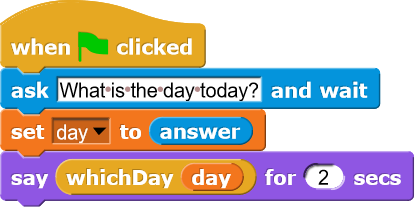 when clicked
ask What is the day today? and wait
set day to answer
say whichDay day for 2 secs